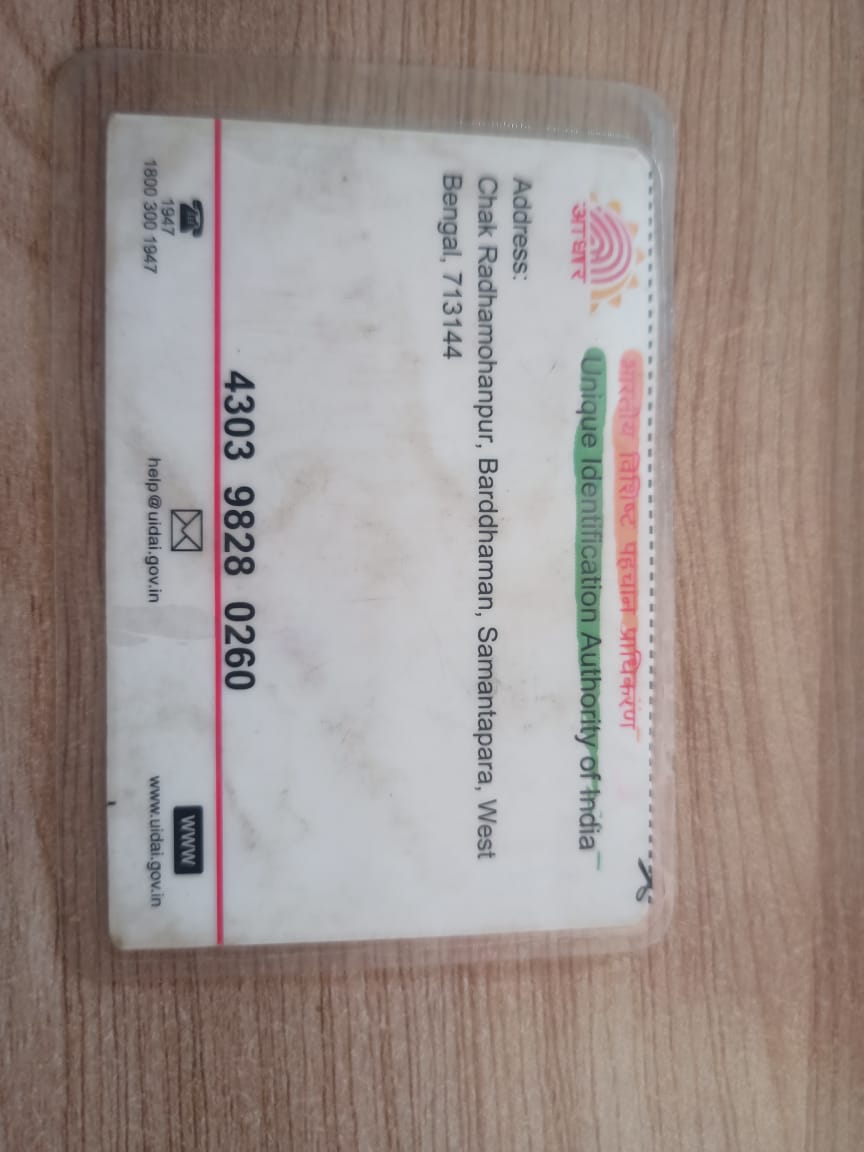 आधार
भारतीय विशिष्ट पहचान प्राधिकरण
Unique Identification Authority of India
Address:
Chak Radhamohanpur, Barddhaman, Samantapara, West
Bengal, 713144
4303 9828 0260
1947
1800 300 1947
help@uidai.gov.in
www
www.uidai.gov.in